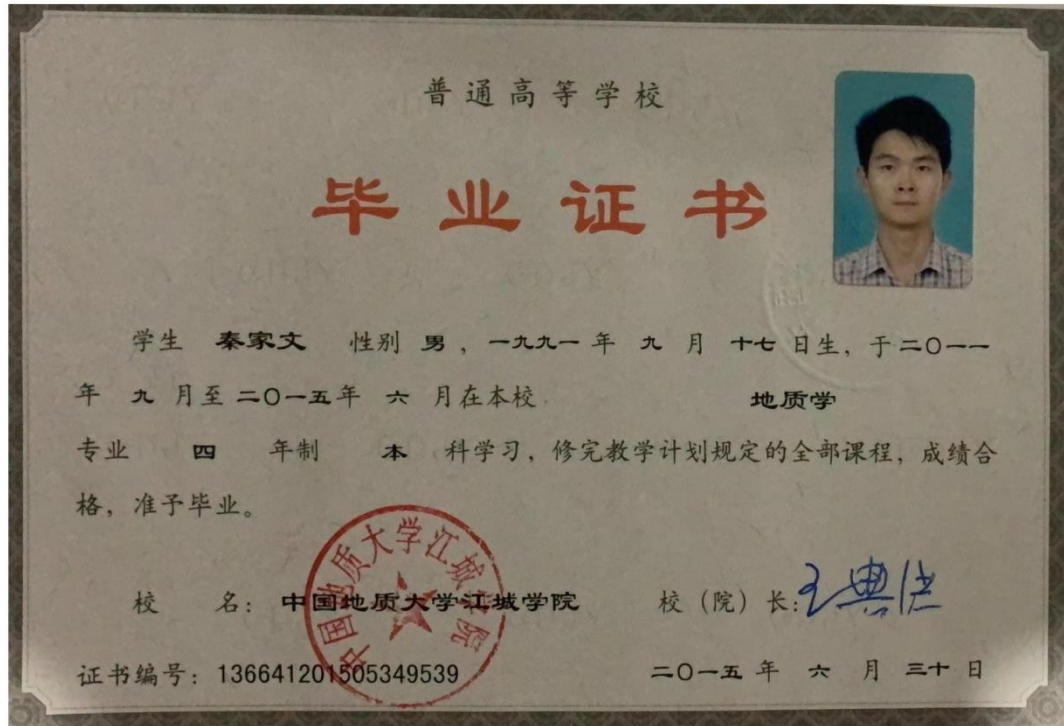 普通高等学校
毕业证书
学生 秦家文 性别 男，一九九一 年 九 月 十七 日生，于二〇一一
年 九 月至 二〇一五年 六 月在本校 地质学
专业 四 年制 本 科学习，修完教学计划规定的全部课程，成绩合
格，准予毕业。
中国地质大学江城学院
校 名：中国地质大学江城学院 校（院）长：王典洪
证书编号：136641201505349539 二〇一五 年 六 月 三十 日